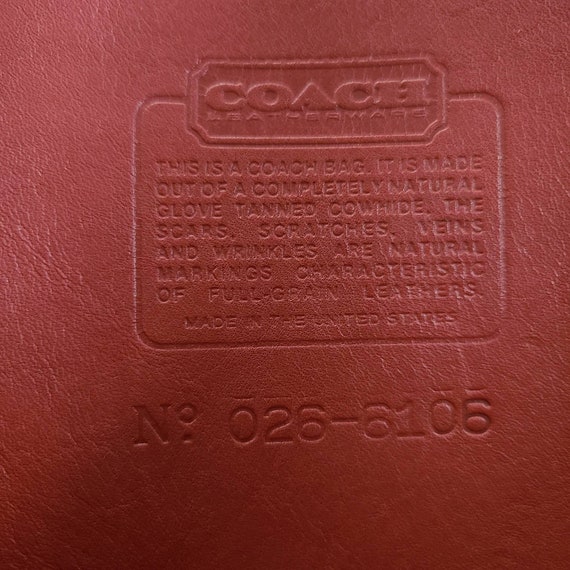 COACH
LEATHERWARE
THIS IS A COACH BAG. IT IS MADE
OUT OF A COMPLETELY NATURAL
GLOVE TANNED COWHIDE. THE
SCARS, SCRATCHES, VEINS
AND WRINKLES ARE NATURAL
MARKINGS CHARACTERISTIC
OF FULL-GRAIN LEATHERS.
MADE IN THE UNITED STATES
Nº 026-6106